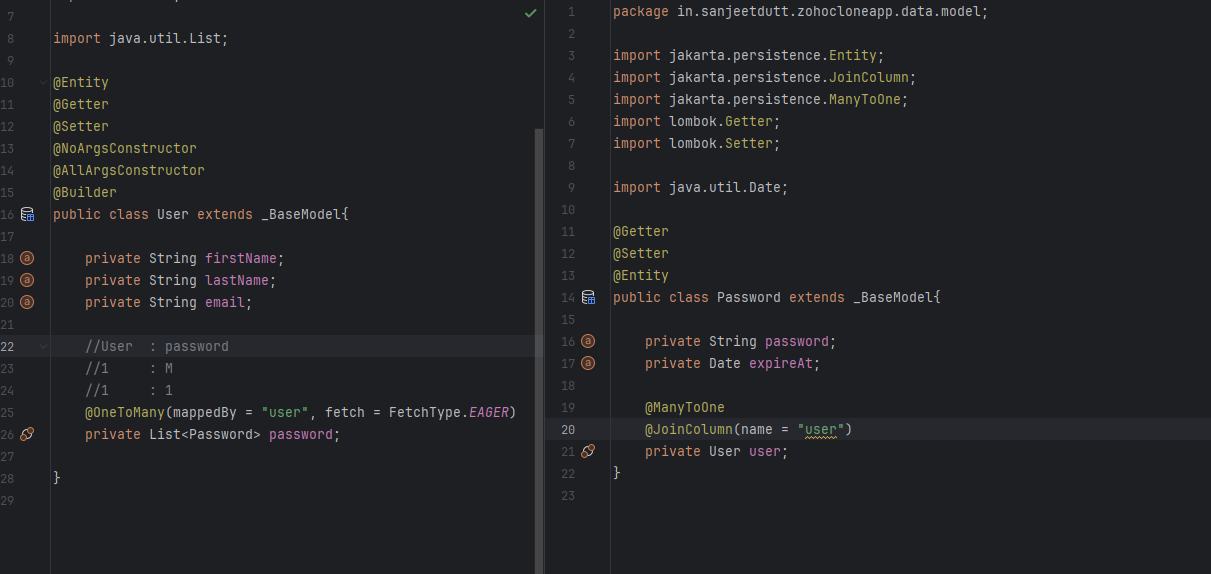 7
8 import java.util.List;
9
10 @Entity
11 @Getter
12 @Setter
13 @NoArgsConstructor
14 @AllArgsConstructor
15 @Builder
16 public class User extends _BaseModel{
17
18 private String firstName;
19 private String lastName;
20 private String email;
21
22 //User  : password
23 //1     : M
24 //1     : 1
25 @OneToMany(mappedBy = "user", fetch = FetchType.EAGER)
26 private List<Password> password;
27
28 }
29
1 package in.sanjeetdutt.zohocloneapp.data.model;
2
3 import jakarta.persistence.Entity;
4 import jakarta.persistence.JoinColumn;
5 import jakarta.persistence.ManyToOne;
6 import lombok.Getter;
7 import lombok.Setter;
8
9 import java.util.Date;
10
11 @Getter
12 @Setter
13 @Entity
14 public class Password extends _BaseModel{
15
16 private String password;
17 private Date expireAt;
18
19 @ManyToOne
20 @JoinColumn(name = "user")
21 private User user;
22 }
23